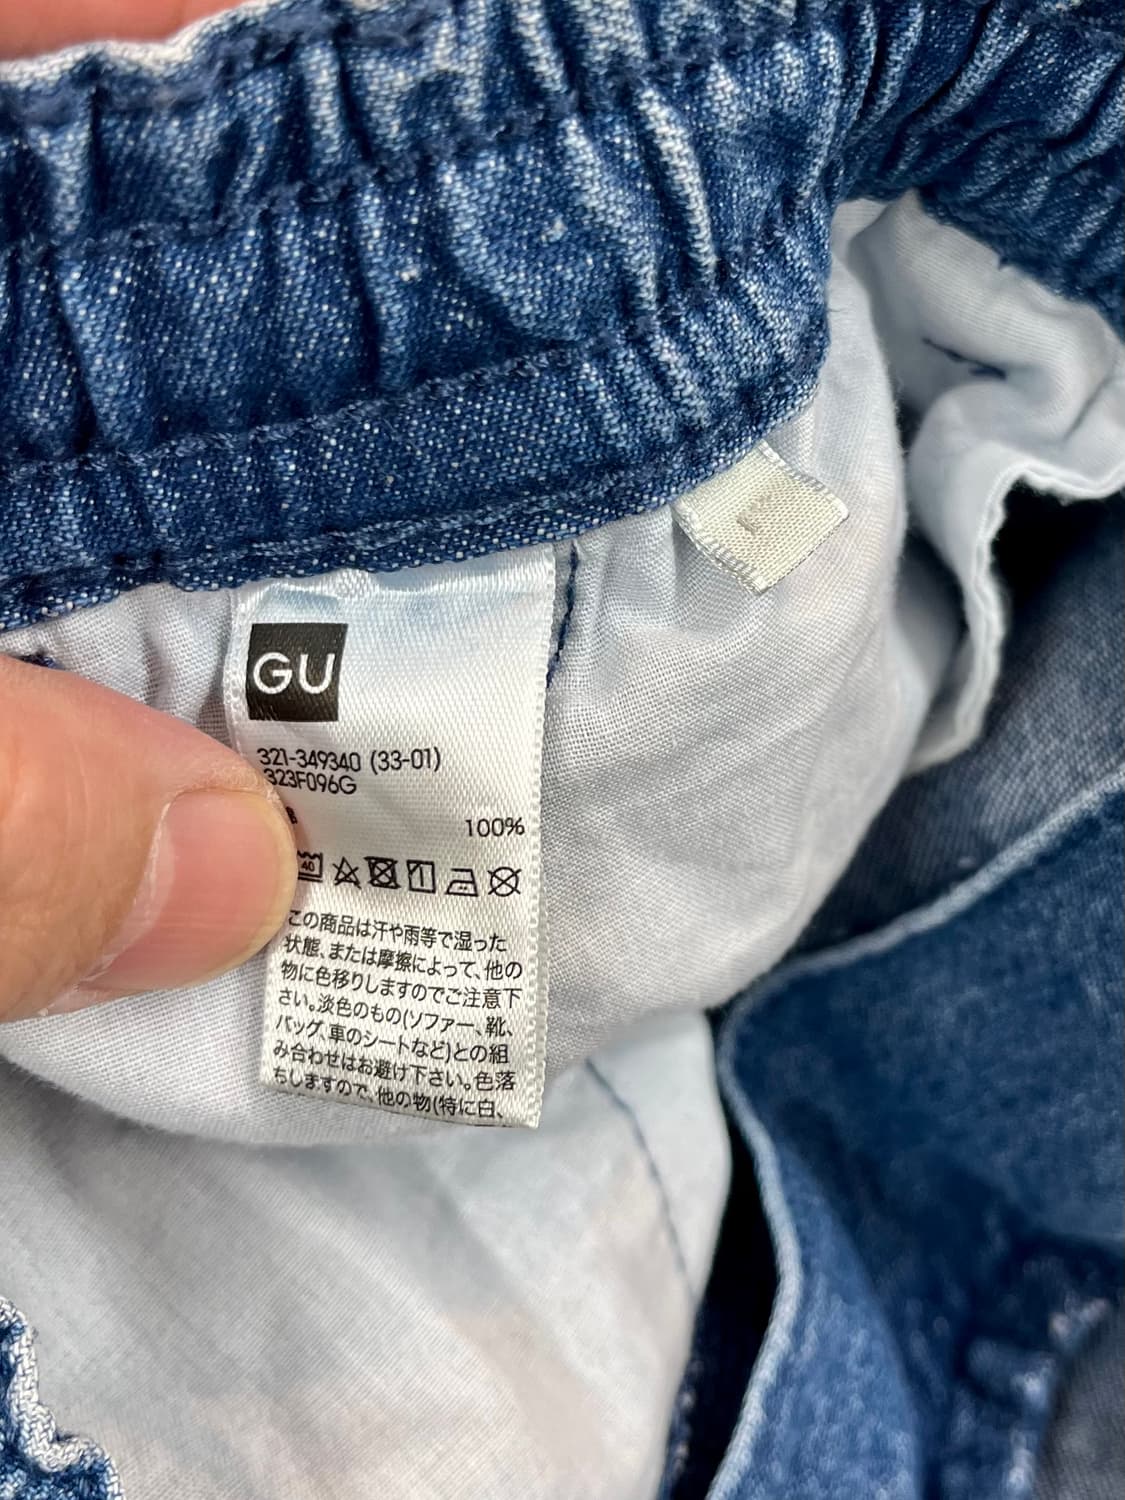 GU
321-349340 (33-01)
323F096G
100%
40
この商品は汗や雨等で湿った
状態、または摩擦によって、他の
物に色移りしますのでご注意下
さい。淡色のもの(ソファー、靴、
バッグ、車のシートなど)との組
み合わせはお避け下さい。色落
ちしますので、他の物(特に白、